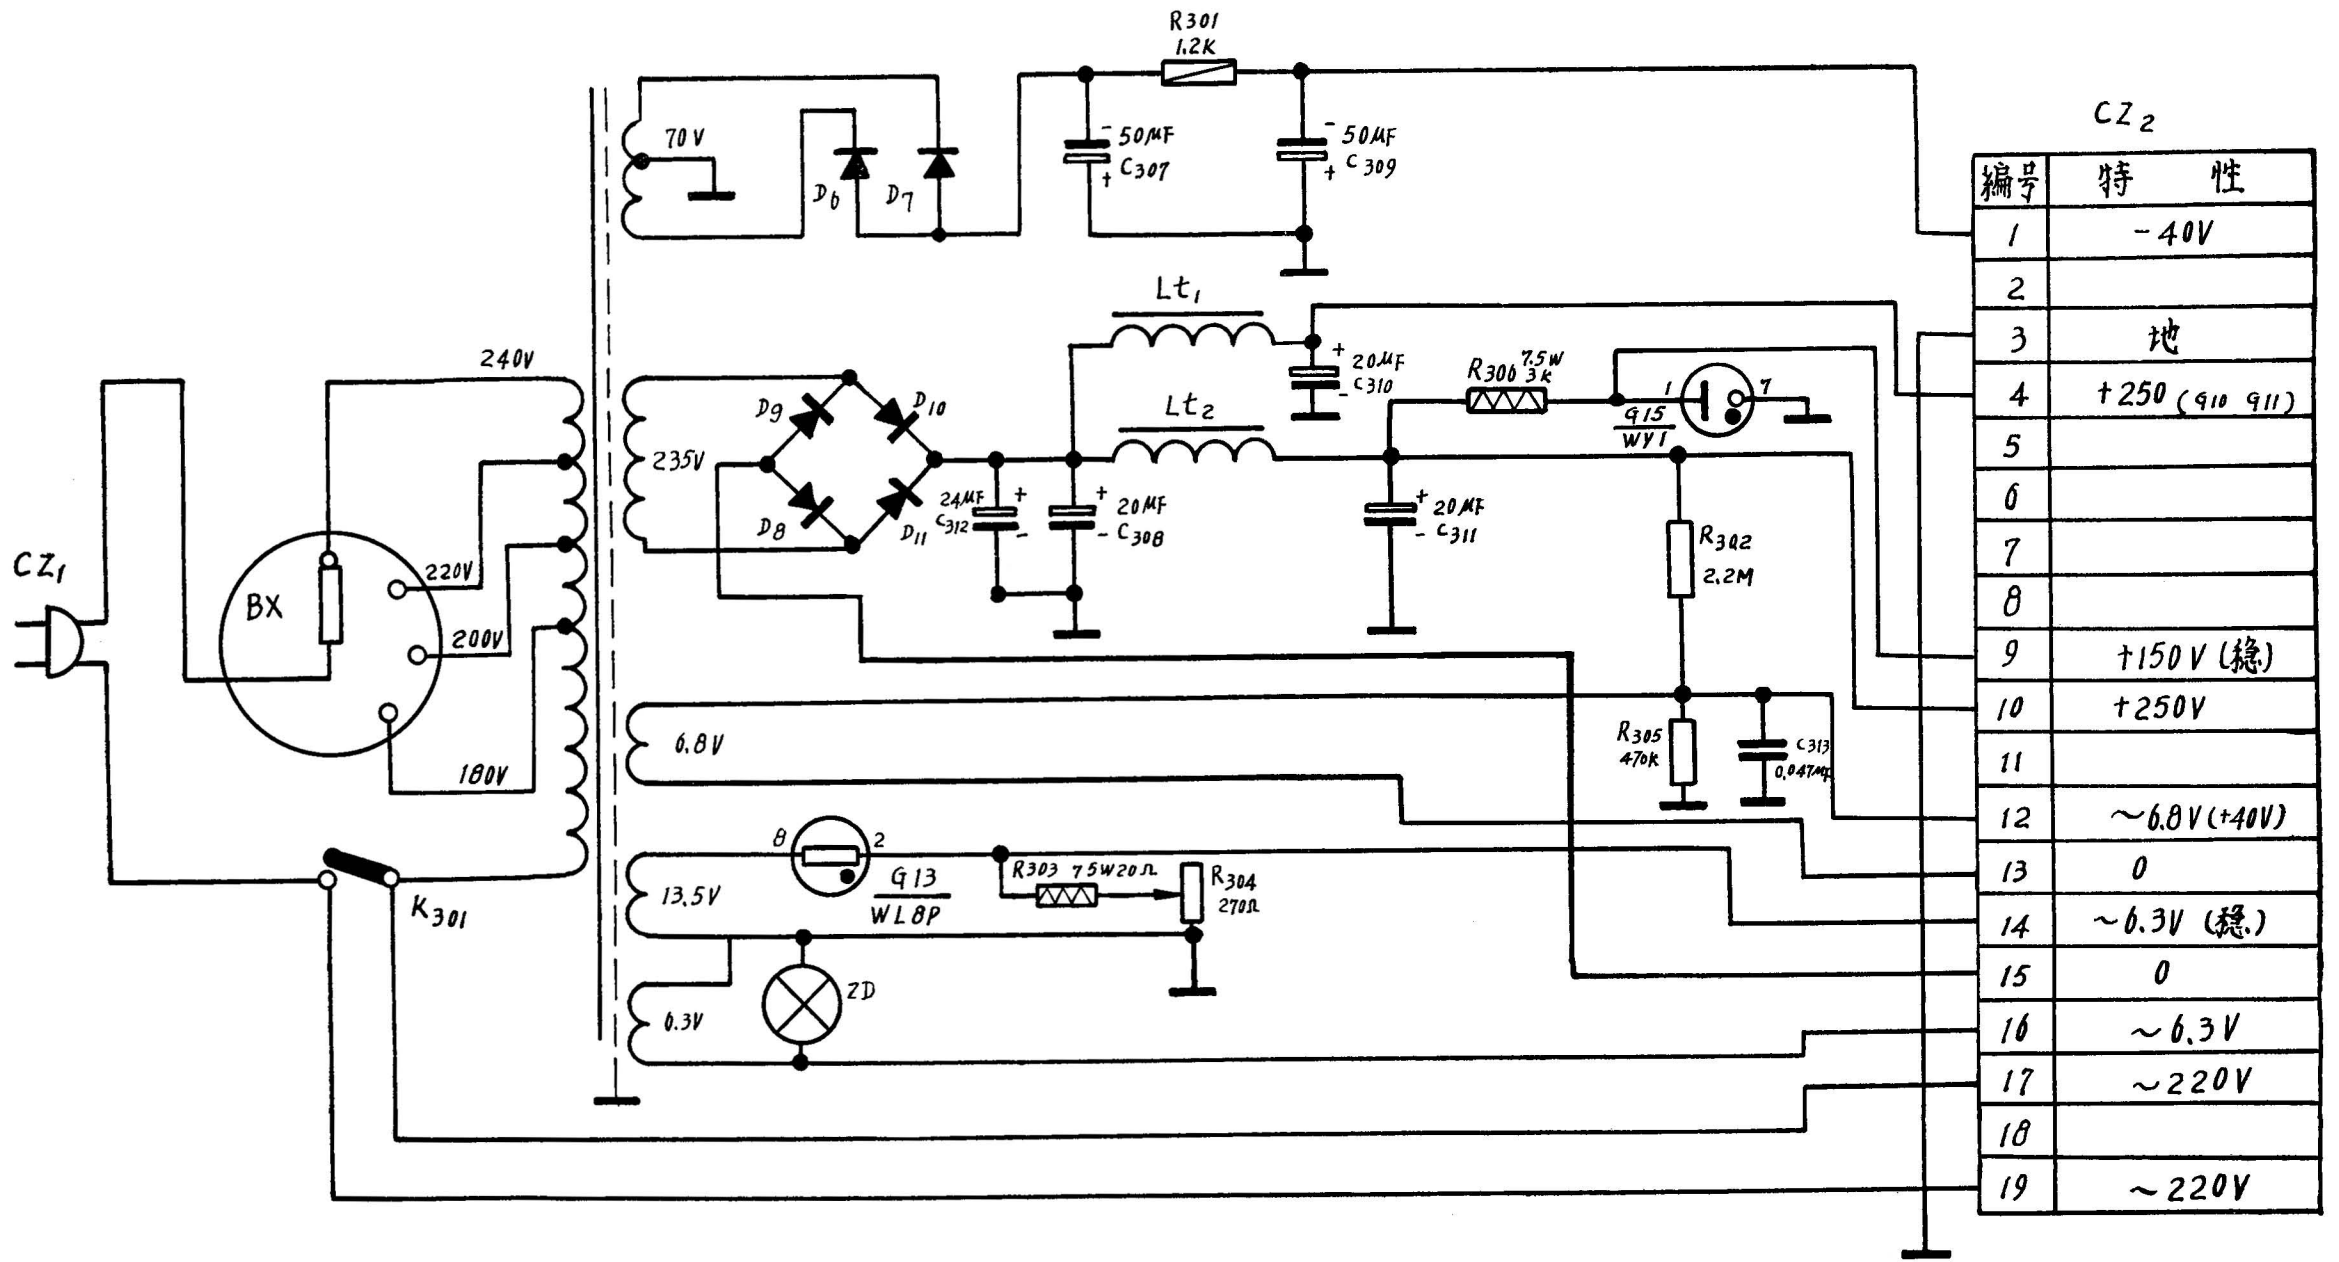 R301
1.2K
70V
D6
D7
- 50μF
+ C307
- 50μF
+ C309
CZ2
编号 特 性
1 -40V
2
3 地
4 +250 (G10 G11)
5
6
7
8
9 +150V (稳)
10 +250V
11
12 ~6.8V (+40V)
13 0
14 ~6.3V (稳)
15 0
16 ~6.3V
17 ~220V
18
19 ~220V
Lt1
+ 20μF
C310
-
Lt2
R306 7.5W
3K
1
7
G15
WY1
240V
235V
D9
D10
D8
D11
24μF +
C312 -
+ 20μF
- C308
+ 20μF
- C311
R302
2.2M
CZ1
BX
220V
200V
180V
6.8V
R305
470K
C313
0.047μF
8
2
13.5V
G13
WL8P
R303 75W20Ω
R304
270Ω
K301
2D
6.3V